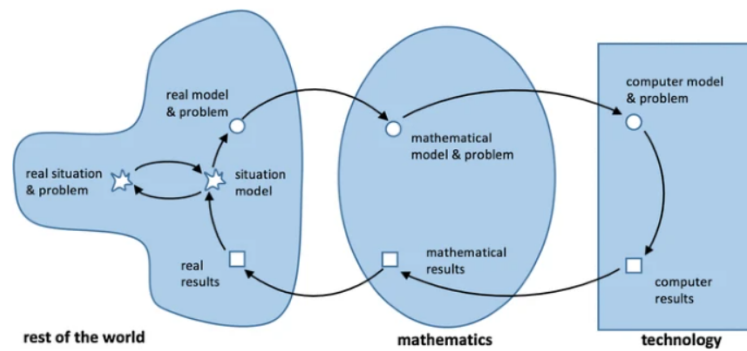 real model
& problem
computer model
& problem
mathematical
model & problem
real situation
& problem
situation
model
real
results
mathematical
results
computer
results
rest of the world
mathematics
technology